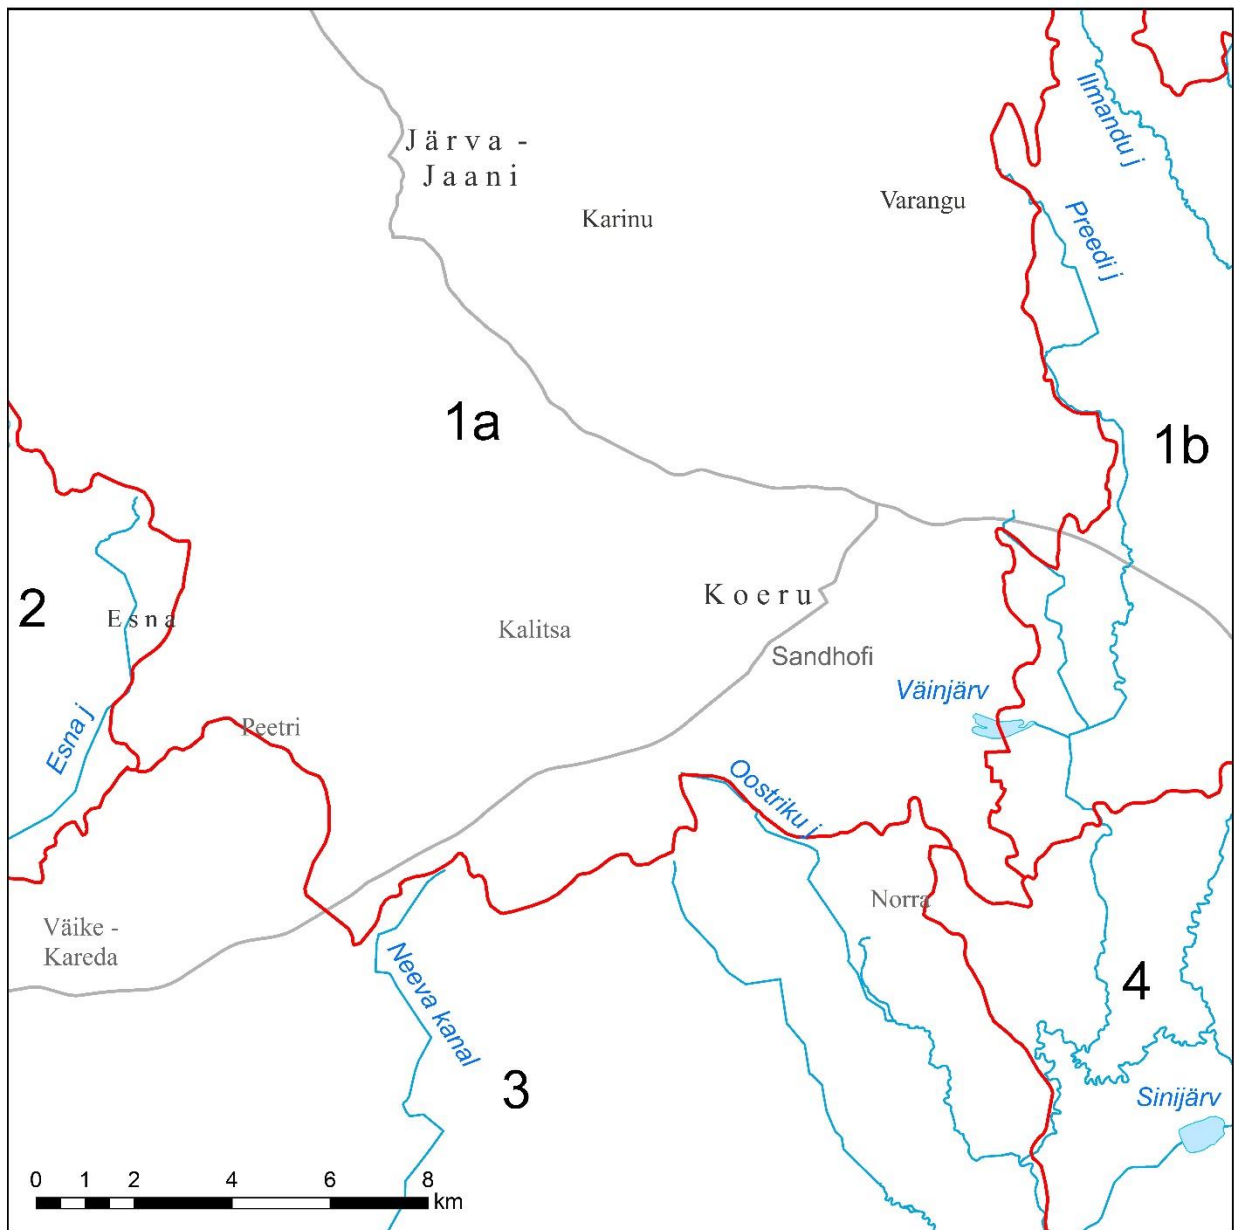 Ilmandu j
Järva -
Jaani
Karinu
Varangu
Preedi j
1a
1b
2
Esna
Koeru
Kalitsa
Sandhofi
Väinjärv
Esna j
Peetri
Oostriku j
Norra
Väike -
Kareda
Neeva kanal
4
3
Sinijärv
0 1 2 4 6 8
km